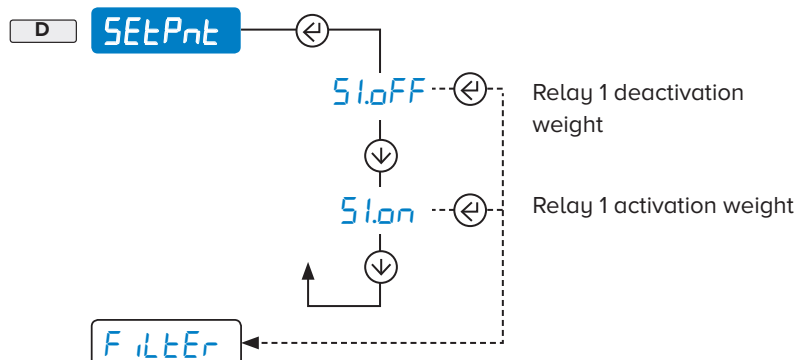 D
SEtPnt
S1.oFF
Relay 1 deactivation
weight
S1.on
Relay 1 activation weight
FiLtEr